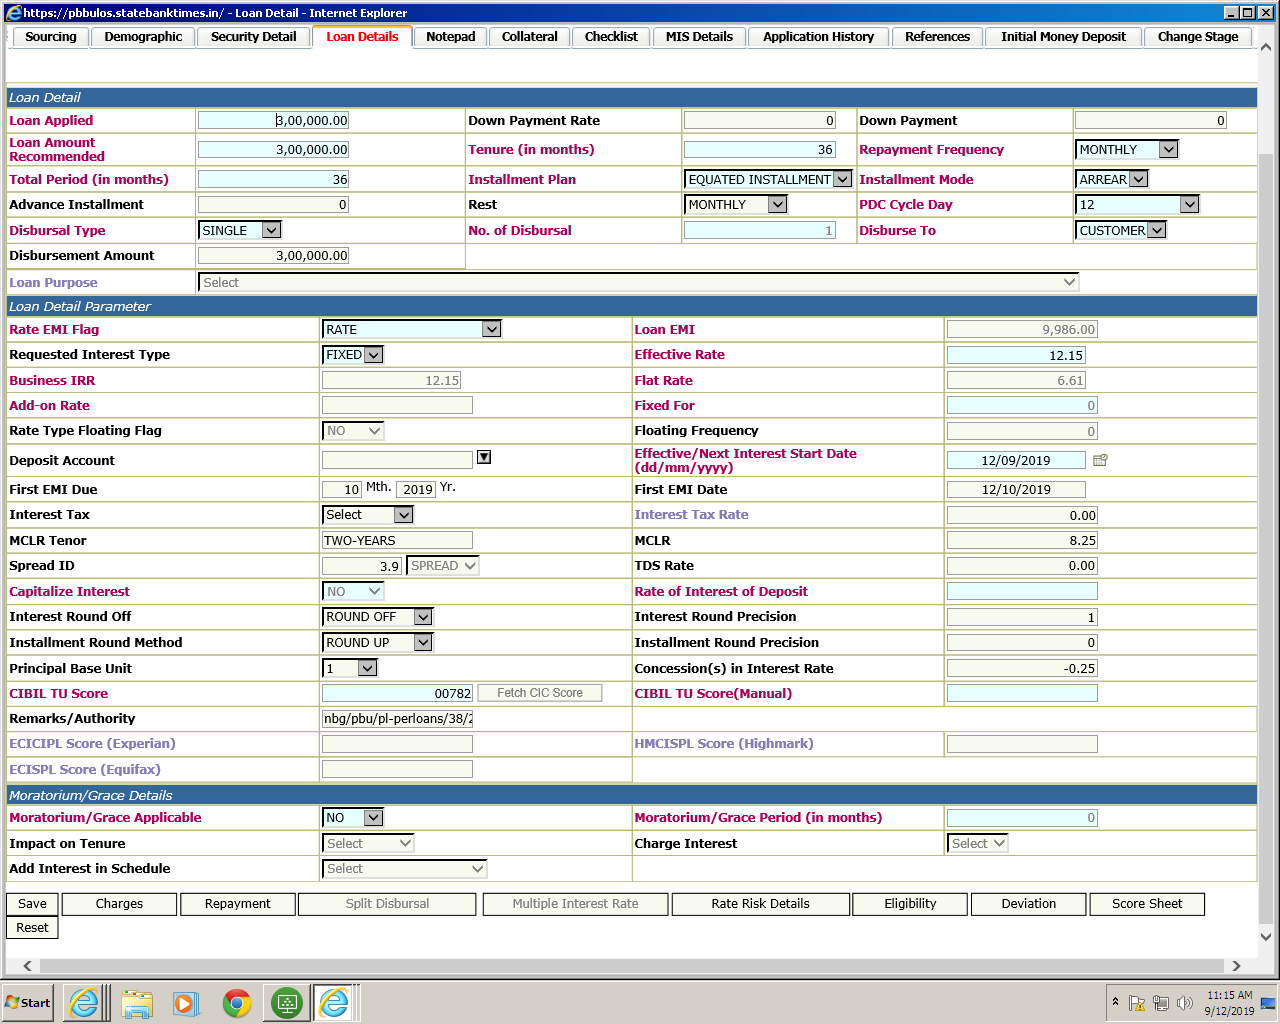 https://pbbulos.statebanktimes.in/ - Loan Detail - Internet Explorer
Sourcing Demographic Security Detail Loan Details Notepad Collateral Checklist MIS Details Application History References Initial Money Deposit Change Stage
Loan Detail
Loan Applied 3,00,000.00 Down Payment Rate 0 Down Payment 0
Loan Amount Recommended 3,00,000.00 Tenure (in months) 36 Repayment Frequency MONTHLY
Total Period (in months) 36 Installment Plan EQUATED INSTALLMENT Installment Mode ARREAR
Advance Installment 0 Rest MONTHLY PDC Cycle Day 12
Disbursal Type SINGLE No. of Disbursal 1 Disburse To CUSTOMER
Disbursement Amount 3,00,000.00
Loan Purpose Select
Loan Detail Parameter
Rate EMI Flag RATE Loan EMI 9,986.00
Requested Interest Type FIXED Effective Rate 12.15
Business IRR 12.15 Flat Rate 6.61
Add-on Rate Fixed For 0
Rate Type Floating Flag NO Floating Frequency 0
Deposit Account Effective/Next Interest Start Date (dd/mm/yyyy) 12/09/2019
First EMI Due 10 Mth. 2019 Yr. First EMI Date 12/10/2019
Interest Tax Select Interest Tax Rate 0.00
MCLR Tenor TWO-YEARS MCLR 8.25
Spread ID 3.9 SPREAD TDS Rate 0.00
Capitalize Interest NO Rate of Interest of Deposit
Interest Round Off ROUND OFF Interest Round Precision 1
Installment Round Method ROUND UP Installment Round Precision 0
Principal Base Unit 1 Concession(s) in Interest Rate -0.25
CIBIL TU Score 00782 Fetch CIC Score CIBIL TU Score(Manual)
Remarks/Authority nbg/pbu/pl-perloans/38/2
ECICIPL Score (Experian) HMCISPL Score (Highmark)
ECISPL Score (Equifax)
Moratorium/Grace Details
Moratorium/Grace Applicable NO Moratorium/Grace Period (in months) 0
Impact on Tenure Select Charge Interest Select
Add Interest in Schedule Select
Save Charges Repayment Split Disbursal Multiple Interest Rate Rate Risk Details Eligibility Deviation Score Sheet
Reset
Start 11:15 AM
9/12/2019